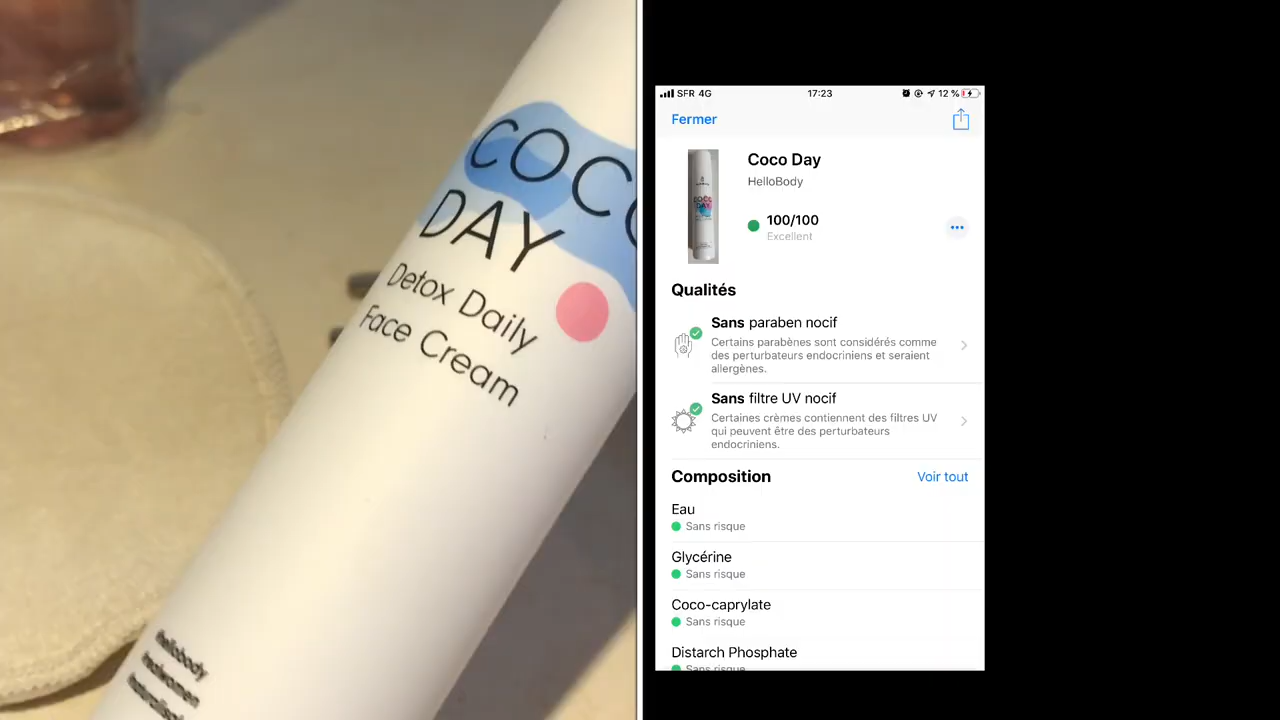 COCO
DAY
Detox Daily
Face Cream
#hellobody
SFR 4G
17:23
12 %
Fermer
Coco Day
HelloBody
100/100
Excellent
Qualités
Sans paraben nocif
Certains parabènes sont considérés comme
des perturbateurs endocriniens et seraient
allergènes.
Sans filtre UV nocif
Certaines crèmes contiennent des filtres UV
qui peuvent être des perturbateurs
endocriniens.
Composition
Voir tout
Eau
Sans risque
Glycérine
Sans risque
Coco-caprylate
Sans risque
Distarch Phosphate
Sans risque